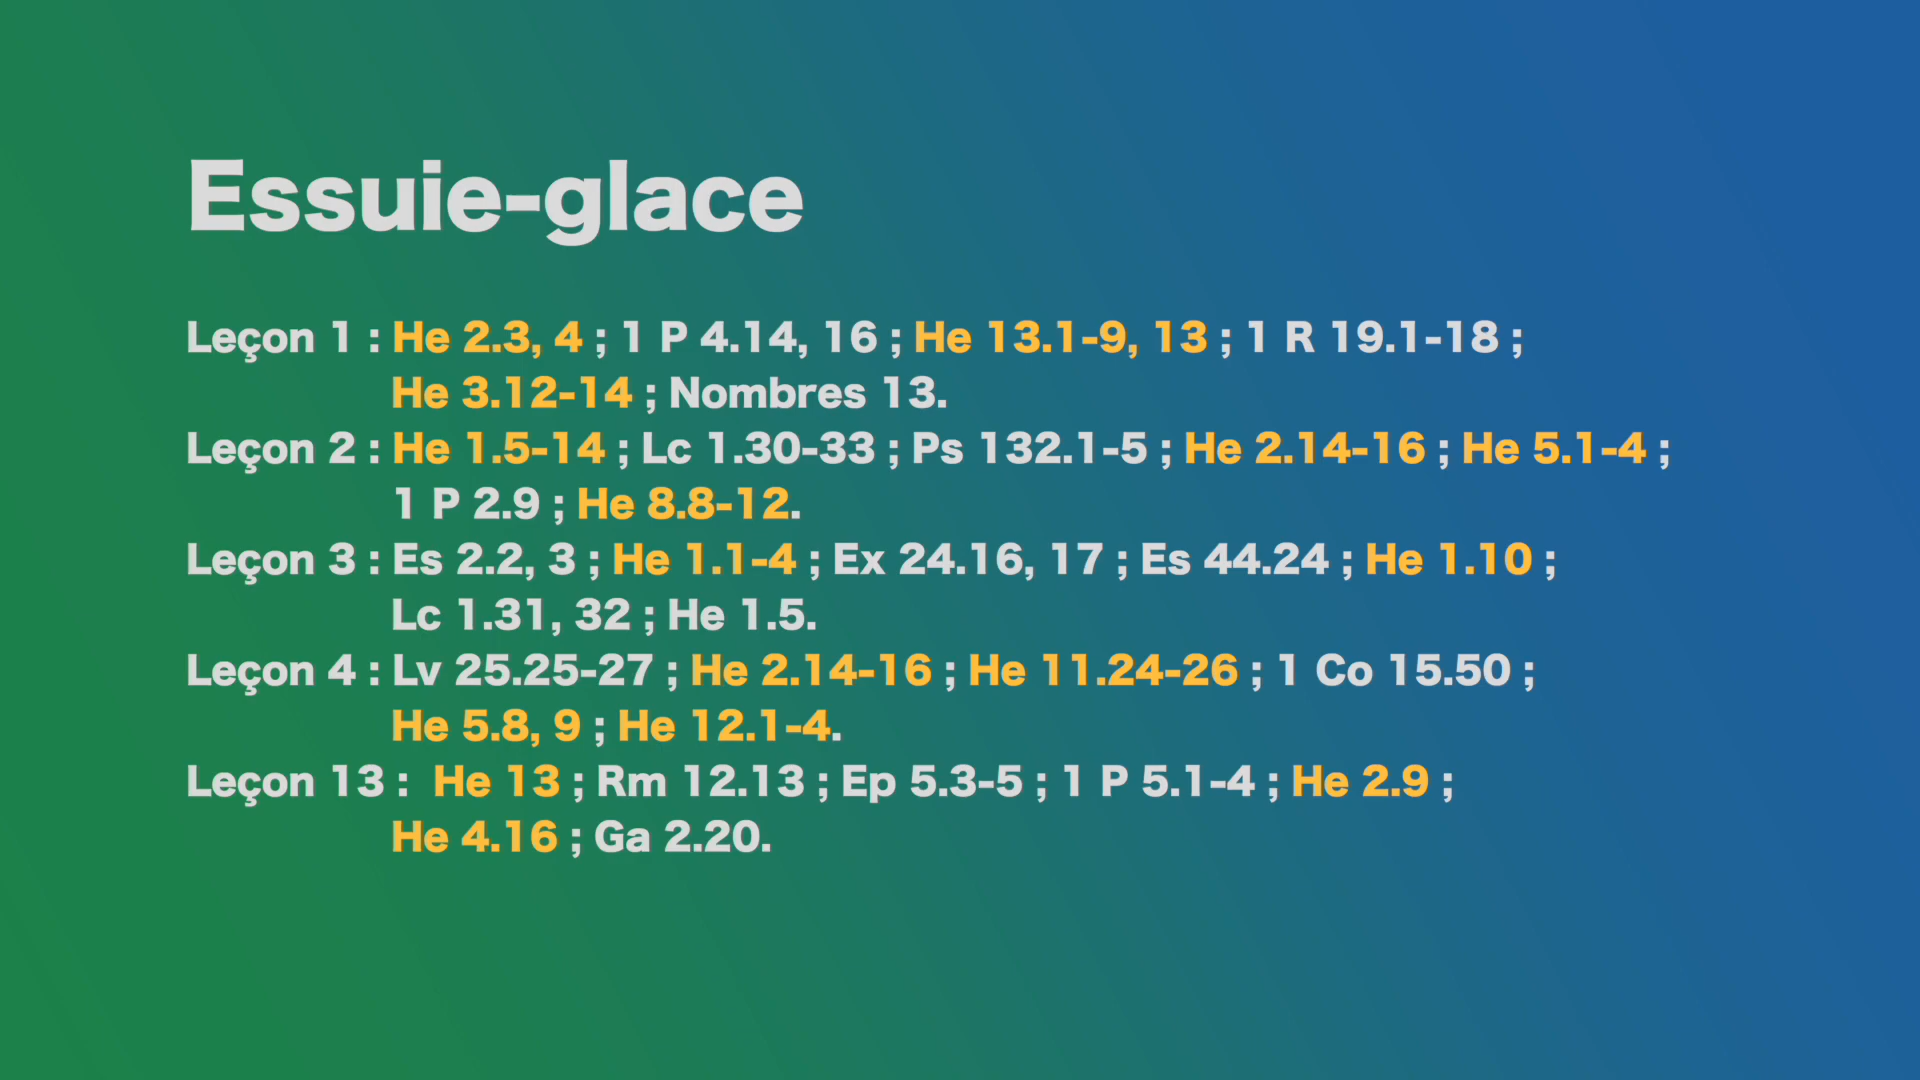 Essuie-glace
Leçon 1 : He 2.3, 4 ; 1 P 4.14, 16 ; He 13.1-9, 13 ; 1 R 19.1-18 ;
He 3.12-14 ; Nombres 13.
Leçon 2 : He 1.5-14 ; Lc 1.30-33 ; Ps 132.1-5 ; He 2.14-16 ; He 5.1-4 ;
1 P 2.9 ; He 8.8-12.
Leçon 3 : Es 2.2, 3 ; He 1.1-4 ; Ex 24.16, 17 ; Es 44.24 ; He 1.10 ;
Lc 1.31, 32 ; He 1.5.
Leçon 4 : Lv 25.25-27 ; He 2.14-16 ; He 11.24-26 ; 1 Co 15.50 ;
He 5.8, 9 ; He 12.1-4.
Leçon 13 : He 13 ; Rm 12.13 ; Ep 5.3-5 ; 1 P 5.1-4 ; He 2.9 ;
He 4.16 ; Ga 2.20.